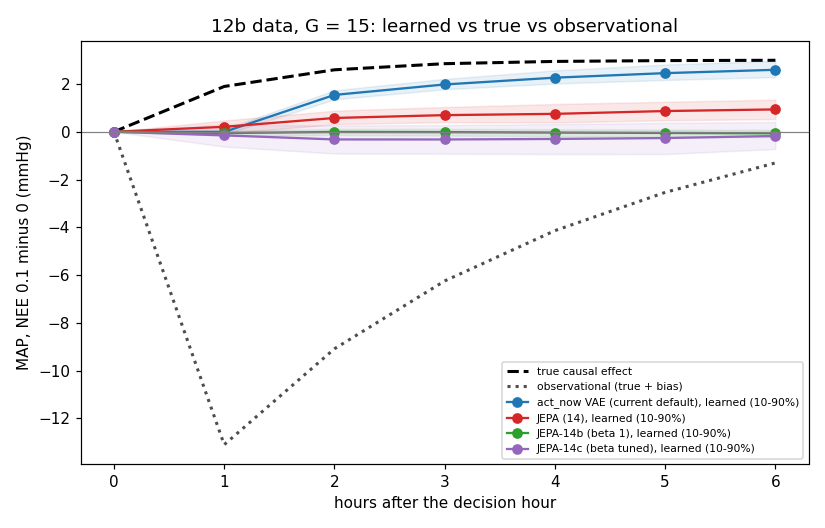 12b data, G = 15: learned vs true vs observational
MAP, NEE 0.1 minus 0 (mmHg)
2
0
−2
−4
−6
−8
−10
−12
true causal effect
observational (true + bias)
act_now VAE (current default), learned (10-90%)
JEPA (14), learned (10-90%)
JEPA-14b (beta 1), learned (10-90%)
JEPA-14c (beta tuned), learned (10-90%)
0 1 2 3 4 5 6
hours after the decision hour